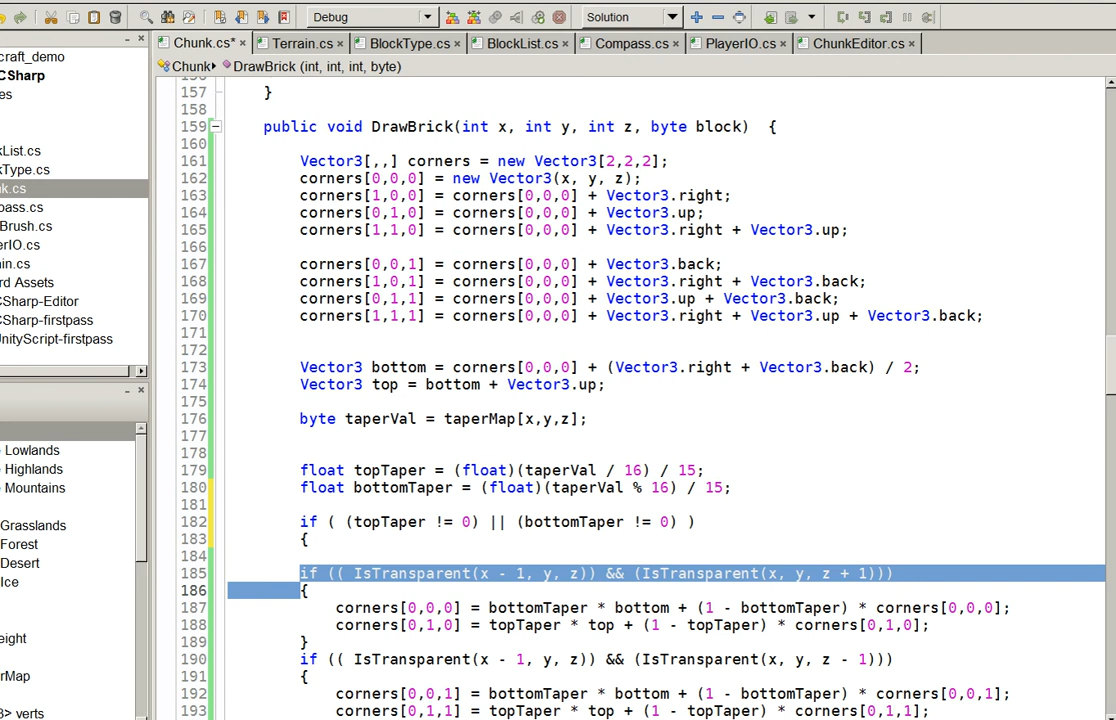 Debug
Solution
craft_demo
CSharp
es
kList.cs
kType.cs
nk.cs
pass.cs
Brush.cs
erIO.cs
in.cs
rd Assets
CSharp-Editor
CSharp-firstpass
UnityScript-firstpass
Lowlands
Highlands
Mountains
Grasslands
Forest
Desert
Ice
eight
rMap
3> verts
Chunk.cs* ×
Terrain.cs ×
BlockType.cs ×
BlockList.cs ×
Compass.cs ×
PlayerIO.cs ×
ChunkEditor.cs ×
Chunk
DrawBrick (int, int, int, byte)
156
157 }
158
159 public void DrawBrick(int x, int y, int z, byte block) {
160
161 Vector3[,,] corners = new Vector3[2,2,2];
162 corners[0,0,0] = new Vector3(x, y, z);
163 corners[1,0,0] = corners[0,0,0] + Vector3.right;
164 corners[0,1,0] = corners[0,0,0] + Vector3.up;
165 corners[1,1,0] = corners[0,0,0] + Vector3.right + Vector3.up;
166
167 corners[0,0,1] = corners[0,0,0] + Vector3.back;
168 corners[1,0,1] = corners[0,0,0] + Vector3.right + Vector3.back;
169 corners[0,1,1] = corners[0,0,0] + Vector3.up + Vector3.back;
170 corners[1,1,1] = corners[0,0,0] + Vector3.right + Vector3.up + Vector3.back;
171
172
173 Vector3 bottom = corners[0,0,0] + (Vector3.right + Vector3.back) / 2;
174 Vector3 top = bottom + Vector3.up;
175
176 byte taperVal = taperMap[x,y,z];
177
178
179 float topTaper = (float)(taperVal / 16) / 15;
180 float bottomTaper = (float)(taperVal % 16) / 15;
181
182 if ( (topTaper != 0) || (bottomTaper != 0) )
183 {
184
185 if (( IsTransparent(x - 1, y, z)) && (IsTransparent(x, y, z + 1)))
186 {
187 corners[0,0,0] = bottomTaper * bottom + (1 - bottomTaper) * corners[0,0,0];
188 corners[0,1,0] = topTaper * top + (1 - topTaper) * corners[0,1,0];
189 }
190 if (( IsTransparent(x - 1, y, z)) && (IsTransparent(x, y, z - 1)))
191 {
192 corners[0,0,1] = bottomTaper * bottom + (1 - bottomTaper) * corners[0,0,1];
193 corners[0,1,1] = topTaper * top + (1 - topTaper) * corners[0,1,1];